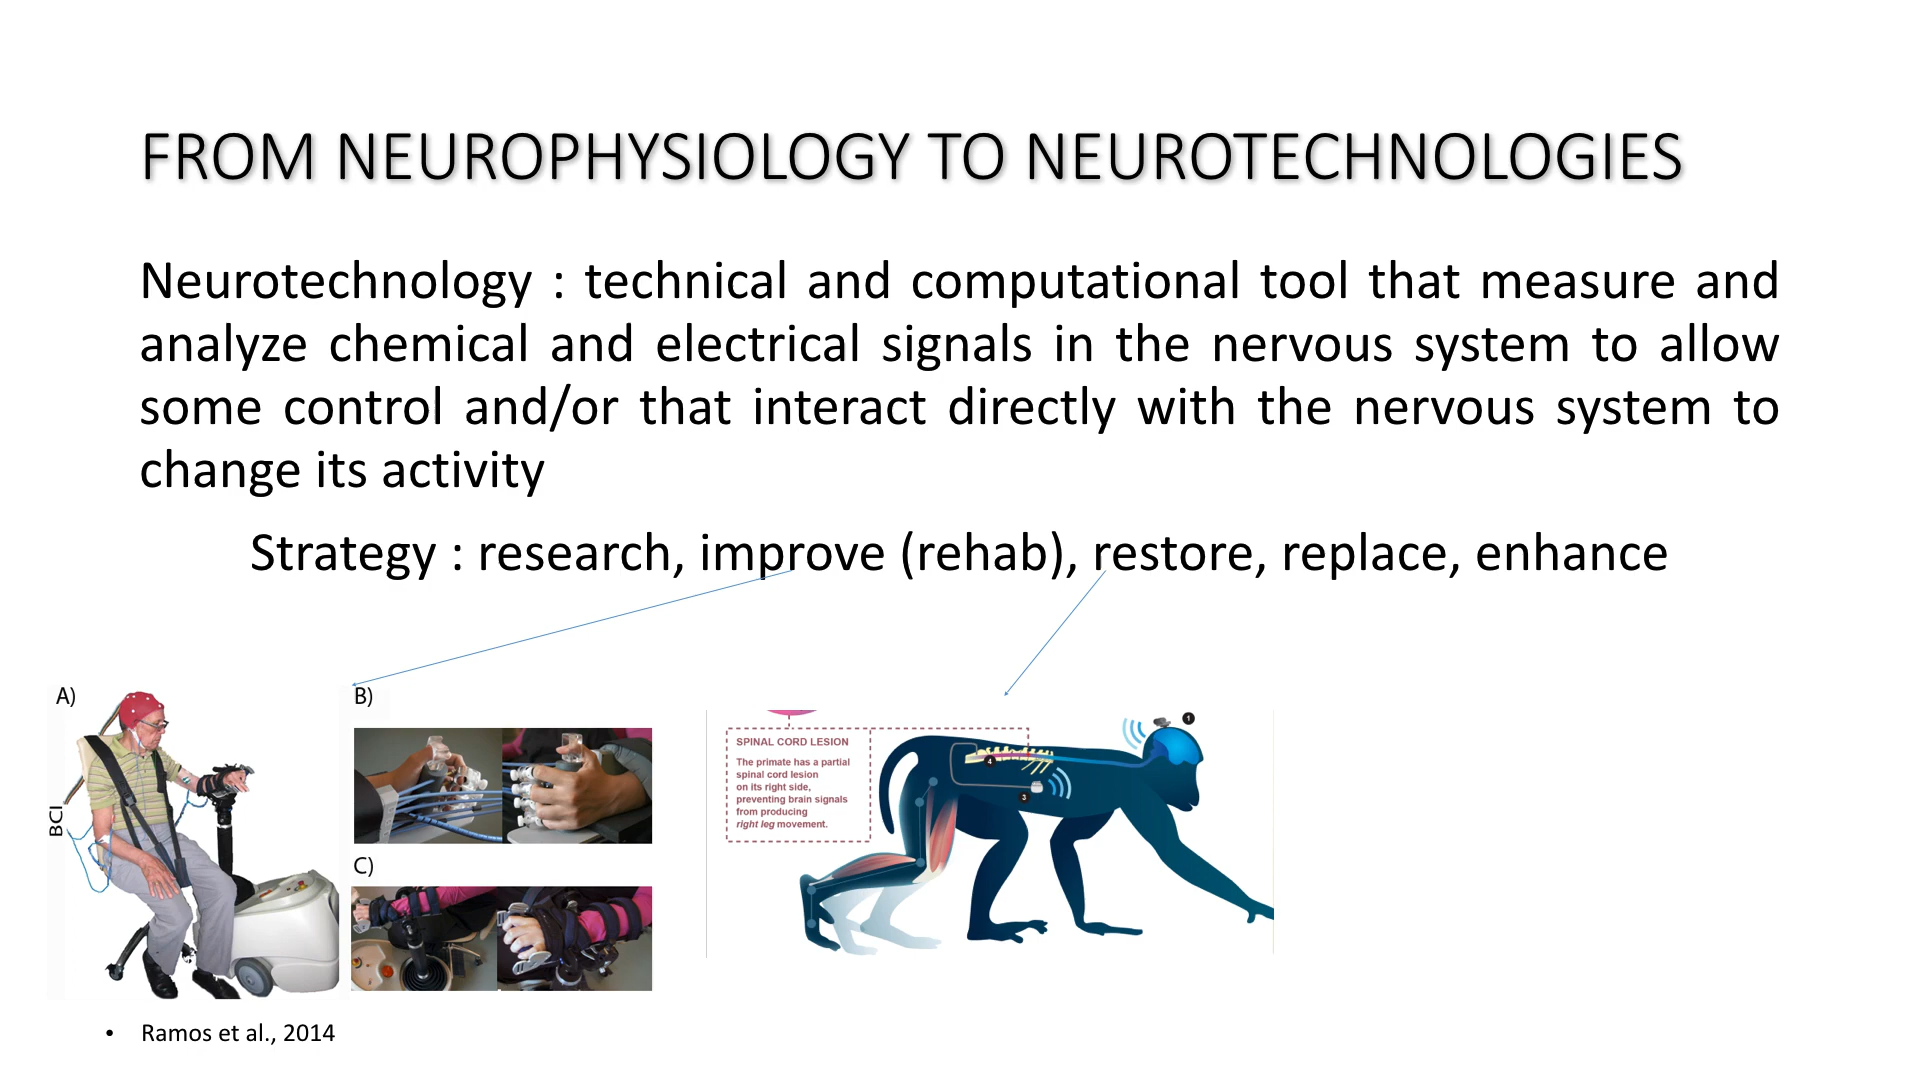 FROM NEUROPHYSIOLOGY TO NEUROTECHNOLOGIES
Neurotechnology : technical and computational tool that measure and
analyze chemical and electrical signals in the nervous system to allow
some control and/or that interact directly with the nervous system to
change its activity
Strategy : research, improve (rehab), restore, replace, enhance
A)
BCI
B)
C)
SPINAL CORD LESION
The primate has a partial
spinal cord lesion
on its right side,
preventing brain signals
from producing
right leg movement.
1
4
3
• Ramos et al., 2014